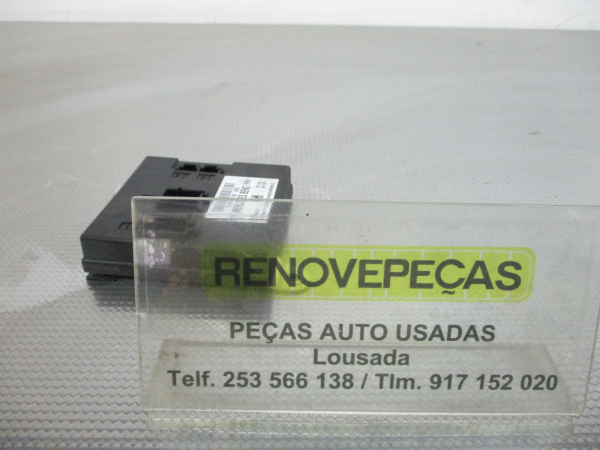 RENOVEPEÇAS
PEÇAS AUTO USADAS
Lousada
Telf. 253 566 138 / Tlm. 917 152 020